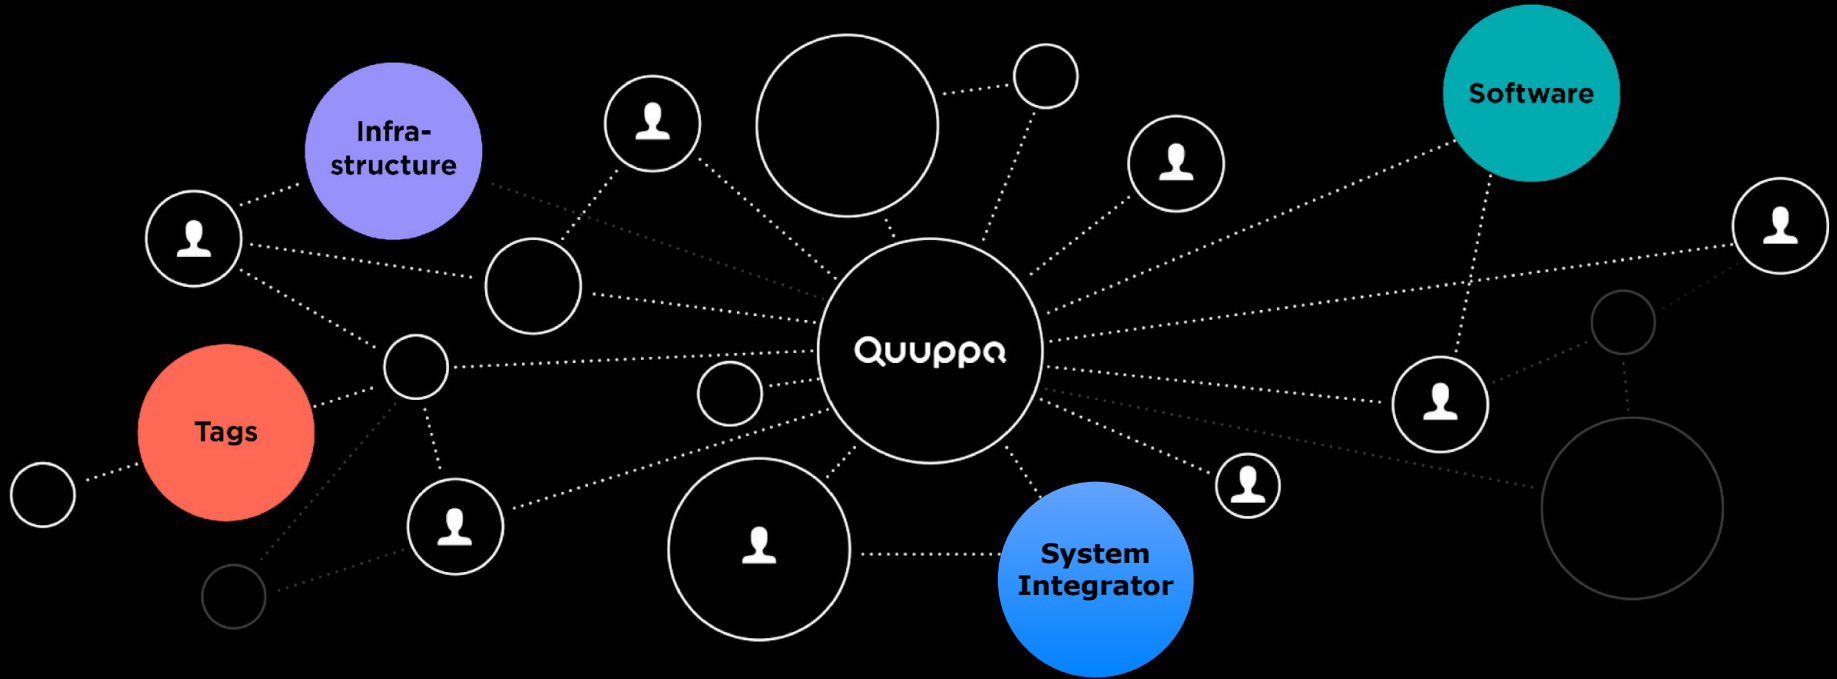 Infra-
structure
Software
Quuppa
Tags
System
Integrator